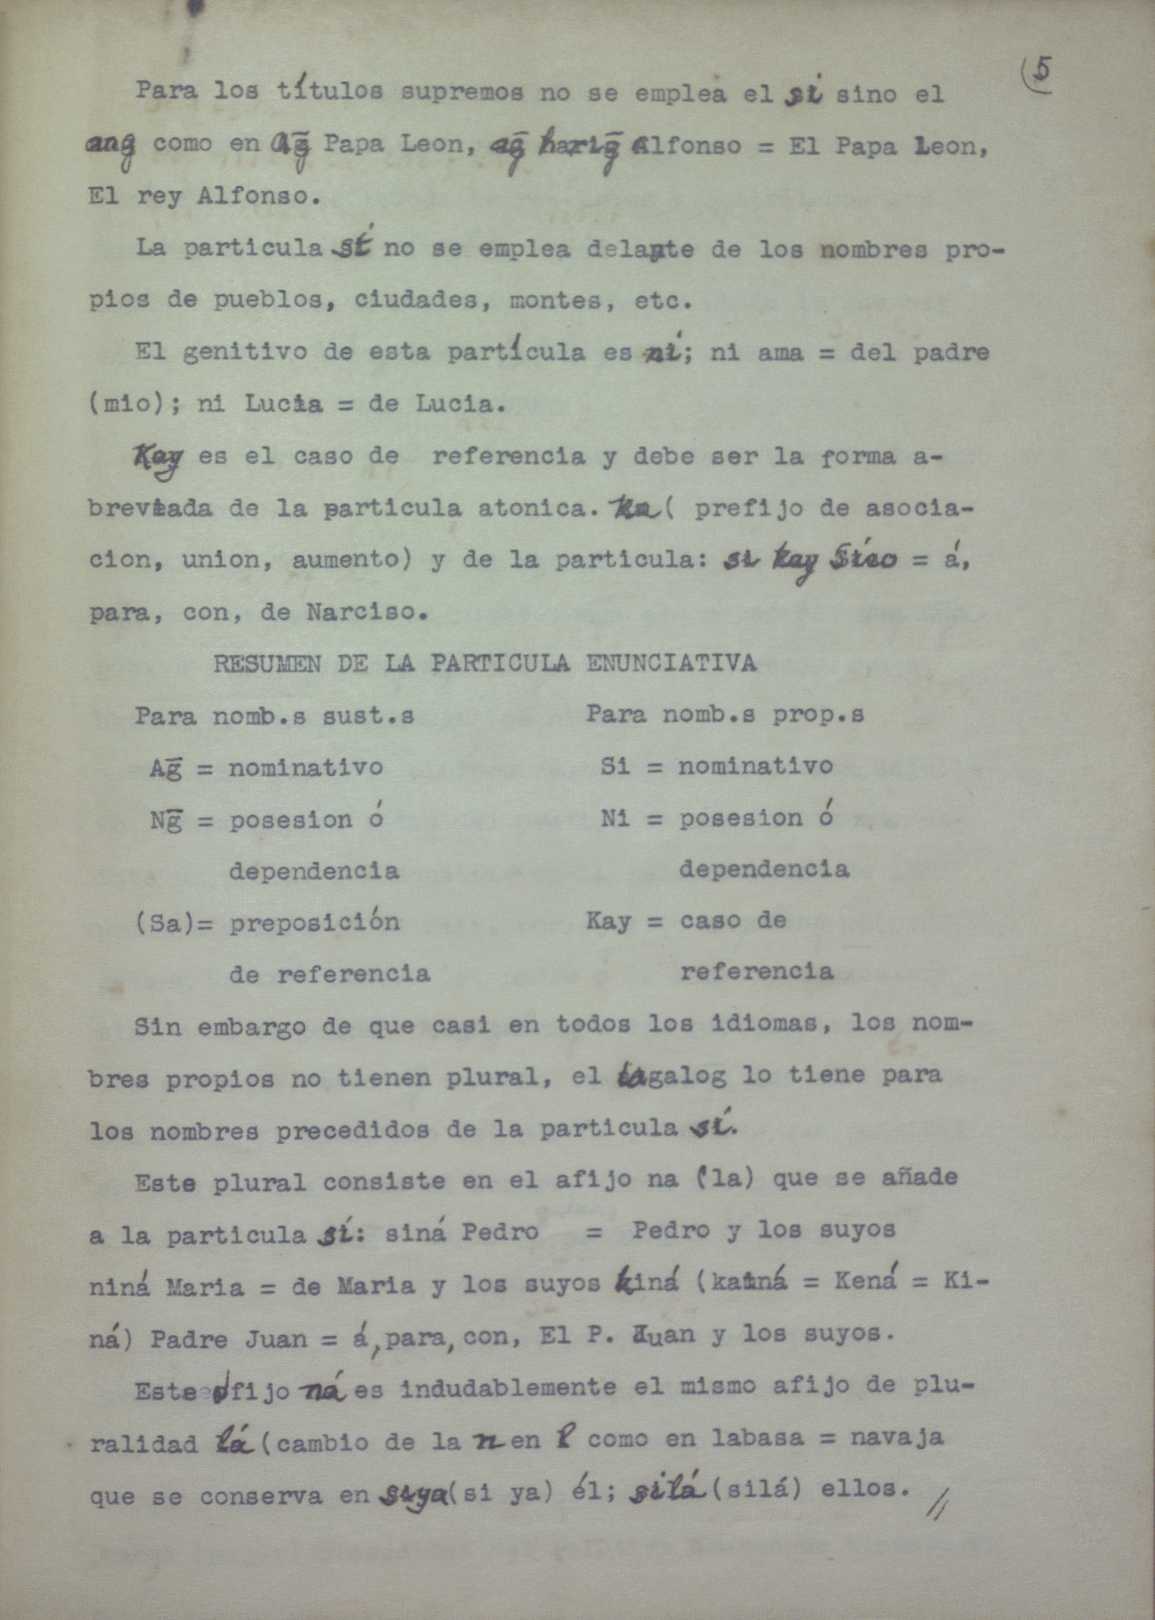 5
Para los títulos supremos no se emplea el si sino el
ang como en Ag̅ Papa Leon, ag̅ harig̅ Alfonso = El Papa Leon,
El rey Alfonso.
La particula sí no se emplea delante de los nombres pro-
pios de pueblos, ciudades, montes, etc.
El genitivo de esta partícula es ní; ni ama = del padre
(mio); ni Lucia = de Lucia.
Kay es el caso de referencia y debe ser la forma a-
breviada de la particula atonica. Ka ( prefijo de asocia-
cion, union, aumento) y de la particula: si kay Síso = á,
para, con, de Narciso.
RESUMEN DE LA PARTICULA ENUNCIATIVA
Para nomb.s sust.s Para nomb.s prop.s
Ag̅ = nominativo Si = nominativo
Ng̅ = posesion ó Ni = posesion ó
dependencia dependencia
(Sa)= preposición Kay = caso de
de referencia referencia
Sin embargo de que casi en todos los idiomas, los nom-
bres propios no tienen plural, el tagalog lo tiene para
los nombres precedidos de la particula sí.
Este plural consiste en el afijo na (la) que se añade
a la particula sí: siná Pedro = Pedro y los suyos
niná Maria = de Maria y los suyos kiná (kainá = Kená = Ki-
ná) Padre Juan = á, para, con, El P. Juan y los suyos.
Este afijo ná es indudablemente el mismo afijo de plu-
ralidad lá (cambio de la n en l como en labasa = navaja
que se conserva en siya (si ya) él; silá (silá) ellos. //